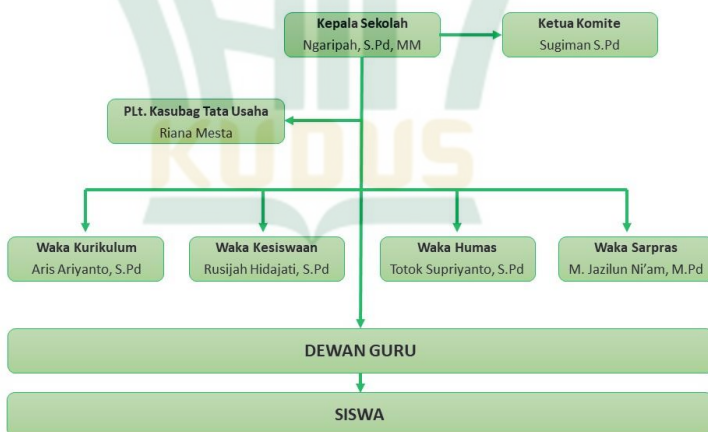 Kepala Sekolah
Ngaripah, S.Pd, MM
Ketua Komite
Sugiman S.Pd
PLt. Kasubag Tata Usaha
Riana Mesta
KUDUS
Waka Kurikulum
Aris Ariyanto, S.Pd
Waka Kesiswaan
Rusijah Hidajati, S.Pd
Waka Humas
Totok Supriyanto, S.Pd
Waka Sarpras
M. Jazilun Ni'am, M.Pd
DEWAN GURU
SISWA